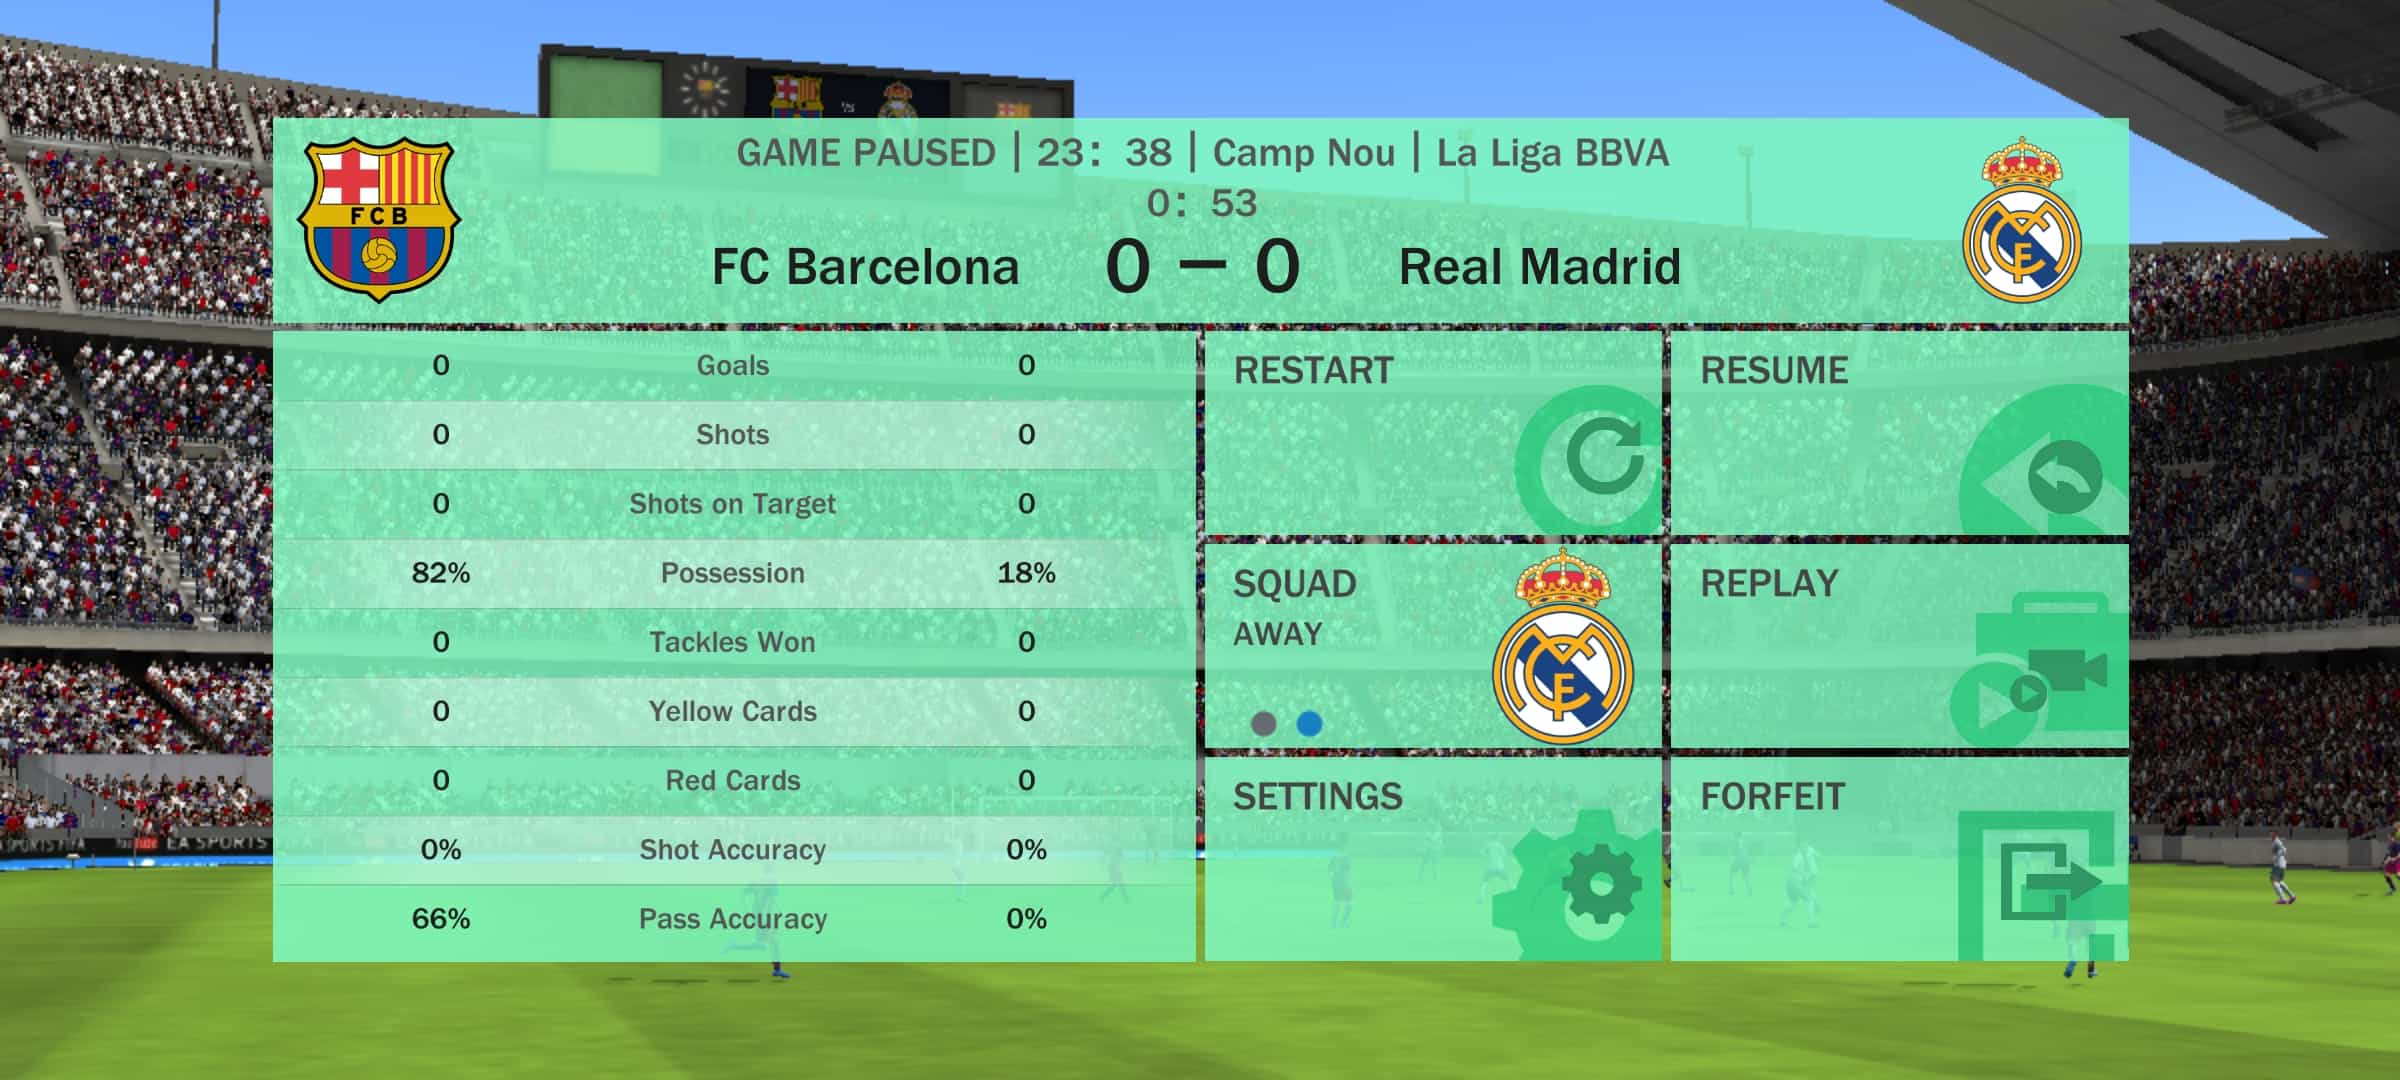 GAME PAUSED | 23: 38 | Camp Nou | La Liga BBVA
0: 53
FC Barcelona 0 – 0 Real Madrid
FCB
0 Goals 0
0 Shots 0
0 Shots on Target 0
82% Possession 18%
0 Tackles Won 0
0 Yellow Cards 0
0 Red Cards 0
0% Shot Accuracy 0%
66% Pass Accuracy 0%
RESTART
RESUME
SQUAD
AWAY
REPLAY
SETTINGS
FORFEIT
EA SPORTS